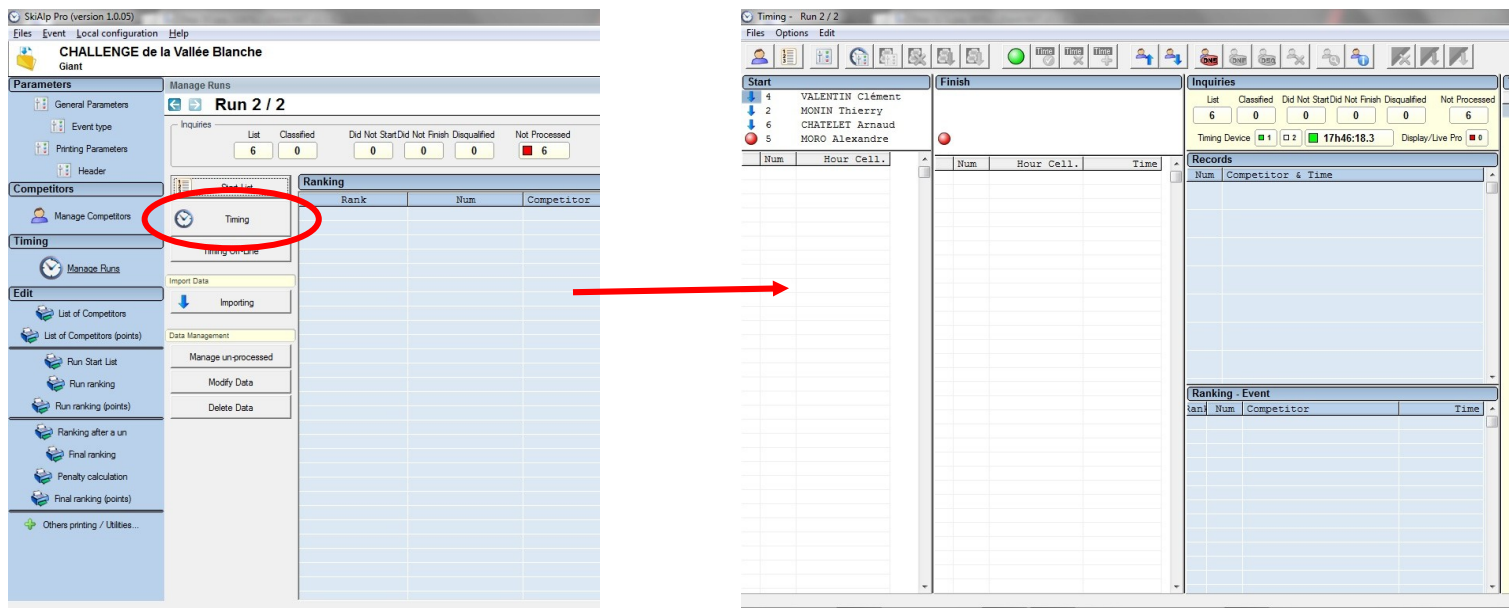 SkiAlp Pro (version 1.0.05)
Files Event Local configuration Help
CHALLENGE de la Vallée Blanche
Giant
Parameters
General Parameters
Event type
Printing Parameters
Header
Competitors
Manage Competitors
Timing
Manage Runs
Edit
List of Competitors
List of Competitors (points)
Run Start List
Run ranking
Run ranking (points)
Ranking after a un
Final ranking
Penalty calculation
Final ranking (points)
Others printing / Utilities...
Manage Runs
Run 2 / 2
Inquiries
List Classified Did Not Start Did Not Finish Disqualified Not Processed
6 0 0 0 0 6
Start List
Timing
Timing Off-Line
Import Data
Importing
Data Management
Manage un-processed
Modify Data
Delete Data
Ranking
Rank Num Competitor
Timing - Run 2 / 2
Files Options Edit
Time Time Time
DNS DNF DSQ
Start
4 VALENTIN Clément
2 MONIN Thierry
6 CHATELET Arnaud
5 MORO Alexandre
Num Hour Cell.
Finish
Num Hour Cell. Time
Inquiries
List Classified Did Not Start Did Not Finish Disqualified Not Processed
6 0 0 0 0 6
Timing Device 1 2 17h46:18.3 Display/Live Pro 0
Records
Num Competitor & Time
Ranking - Event
Num Competitor Time